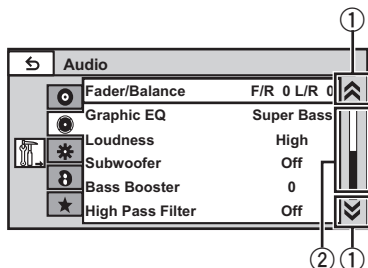 ①
Audio
Fader/Balance F/R 0 L/R 0
Graphic EQ Super Bass
Loudness High
Subwoofer Off
Bass Booster 0
High Pass Filter Off
② ①